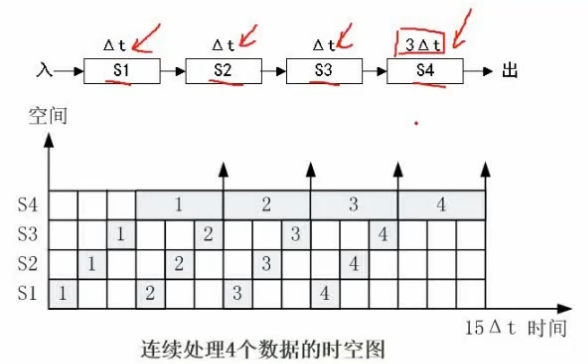 Δt Δt Δt 3Δt
入 S1 S2 S3 S4 出
空间
S4 1 2 3 4
S3 1 2 3 4
S2 1 2 3 4
S1 1 2 3 4
15Δt 时间
连续处理4个数据的时空图